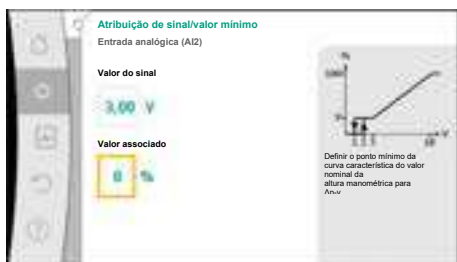 Atribuição de sinal/valor mínimo
Entrada analógica (AI2)
Valor do sinal
3,00 V
Valor associado
0 %
%
V
Definir o ponto mínimo da
curva característica do valor
nominal da
altura manométrica para
Δp-v